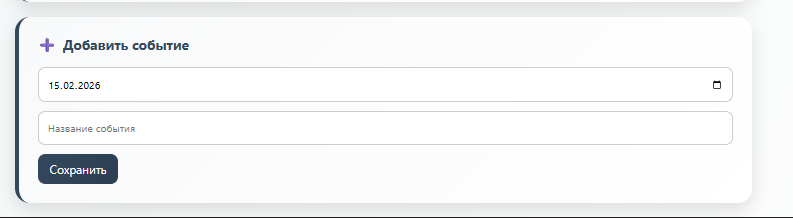 Добавить событие
15.02.2026
Название события
Сохранить